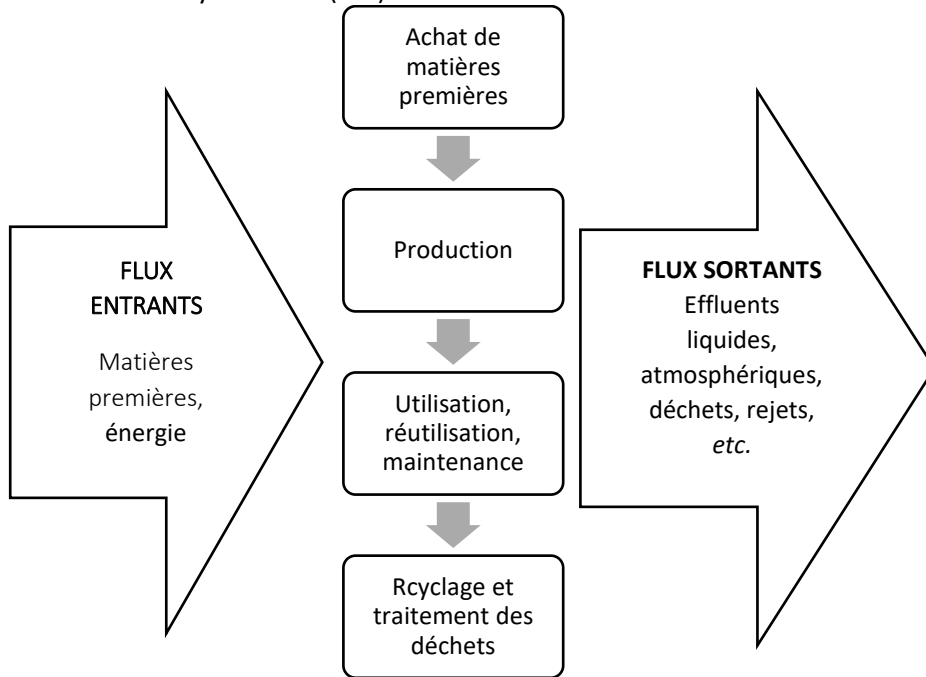 Achat de
matières
premières
Production
Utilisation,
réutilisation,
maintenance
Rcyclage et
traitement des
déchets
FLUX
ENTRANTS
Matières
premières,
énergie
FLUX SORTANTS
Effluents
liquides,
atmosphériques,
déchets, rejets,
etc.